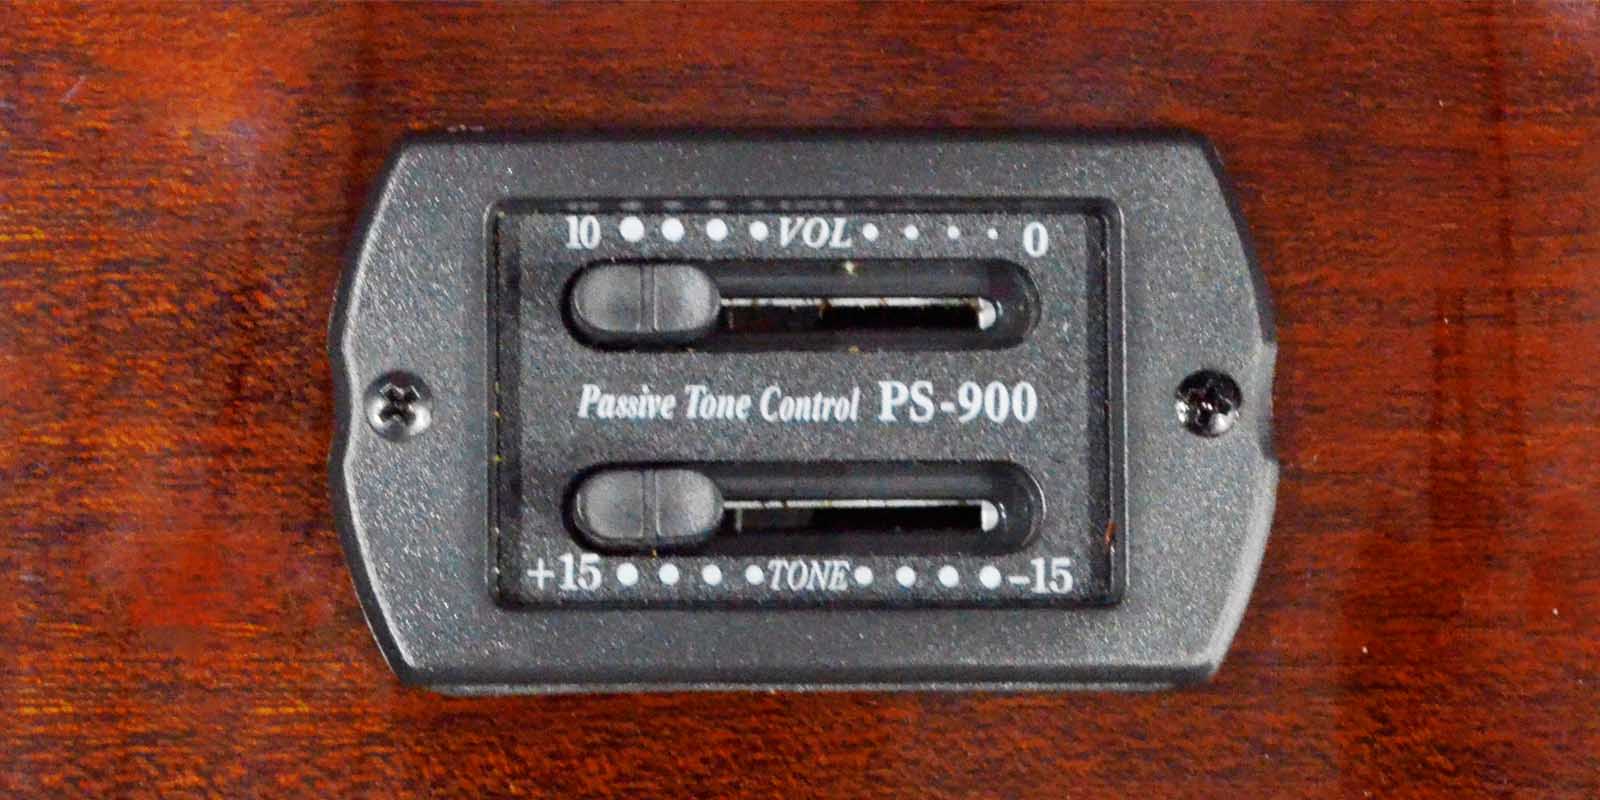 10 VOL 0
Passive Tone Control PS-900
+15 TONE -15